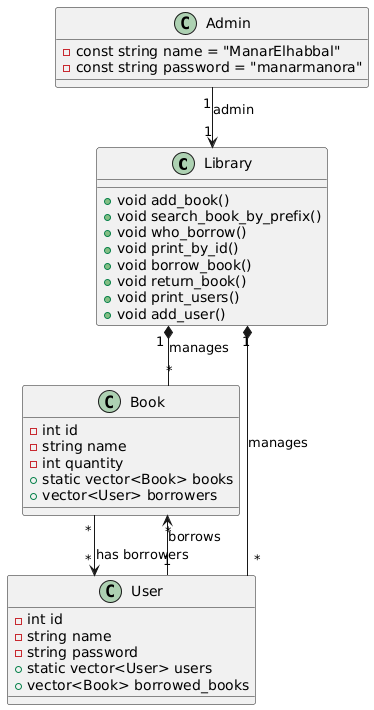 C Admin
const string name = "ManarElhabbal"
const string password = "manarmanora"
1
admin
1
C Library
void add_book()
void search_book_by_prefix()
void who_borrow()
void print_by_id()
void borrow_book()
void return_book()
void print_users()
void add_user()
1
1
manages
*
C Book
int id
string name
int quantity
static vector<Book> books
vector<User> borrowers
manages
*
*
borrows
has borrowers
*
1
*
C User
int id
string name
string password
static vector<User> users
vector<Book> borrowed_books